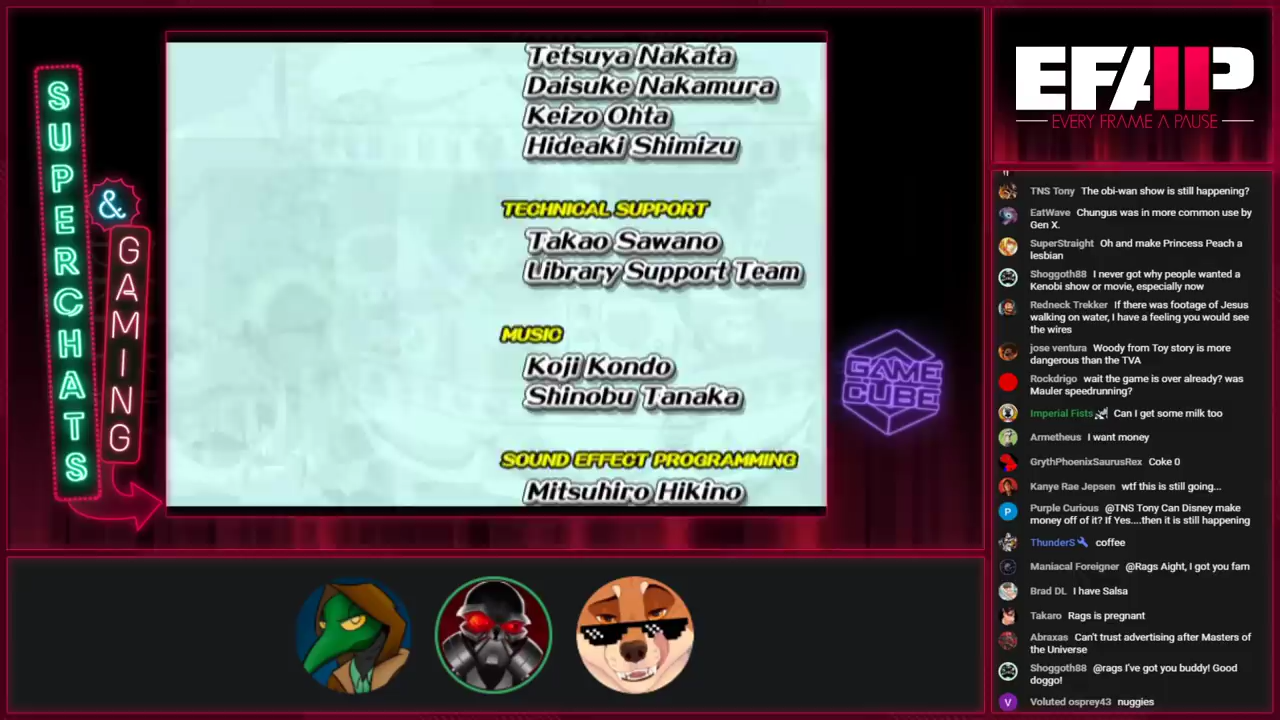 SUPERCHATS
&
GAMING
Tetsuya Nakata
Daisuke Nakamura
Keizo Ohta
Hideaki Shimizu
TECHNICAL SUPPORT
Takao Sawano
Library Support Team
MUSIC
Koji Kondo
Shinobu Tanaka
SOUND EFFECT PROGRAMMING
Mitsuhiro Hikino
GAME
CUBE
EFAP
EVERY FRAME A PAUSE
TNS Tony The obi-wan show is still happening?
EatWave Chungus was in more common use by
Gen X.
SuperStraight Oh and make Princess Peach a
lesbian
Shoggoth88 I never got why people wanted a
Kenobi show or movie, especially now
Redneck Trekker If there was footage of Jesus
walking on water, I have a feeling you would see
the wires
jose ventura Woody from Toy story is more
dangerous than the TVA
Rockdrigo wait the game is over already? was
Mauler speedrunning?
Imperial Fists Can I get some milk too
Armetheus I want money
GrythPhoenixSaurusRex Coke 0
Kanye Rae Jepsen wtf this is still going...
P
Purple Curious @TNS Tony Can Disney make
money off of it? If Yes....then it is still happening
ThunderS coffee
Maniacal Foreigner @Rags Aight, I got you fam
Brad DL I have Salsa
Takaro Rags is pregnant
Abraxas Can't trust advertising after Masters of
the Universe
Shoggoth88 @rags I've got you buddy! Good
doggo!
V
Voluted osprey43 nuggies